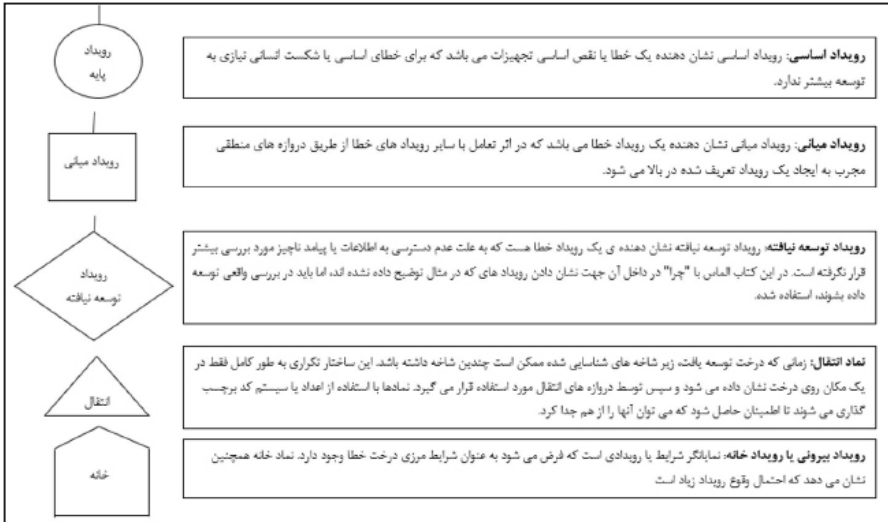 رویداد
پایه
رویداد اساسی: رویداد اساسی نشان دهنده یک خطا یا نقص اساسی تجهیزات می باشد که برای خطای اساسی یا شکست انسانی نیازی به
توسعه بیشتر ندارد.
رویداد میانی
رویداد میانی: رویداد میانی نشان دهنده یک رویداد خطا می باشد که در اثر تعامل با سایر رویداد های خطا از طریق دروازه های منطقی
مجرب به ایجاد یک رویداد تعریف شده در بالا می شود.
رویداد
توسعه نیافته
رویداد توسعه نیافته: رویداد توسعه نیافته نشان دهنده ی یک رویداد خطا هست که به علت عدم دسترسی به اطلاعات یا پیامد ناچیز مورد بررسی بیشتر
قرار نگرفته است. در این کتاب الماس با "چرا" در داخل آن جهت نشان دادن رویداد های که در مثال توضیح داده نشده اند، اما باید در بررسی واقعی توسعه
داده بشوند، استفاده شده.
انتقال
نماد انتقال: زمانی که درخت توسعه یافت، زیر شاخه های شناسایی شده ممکن است چندین شاخه داشته باشد. این ساختار تکراری به طور کامل فقط در
یک مکان روی درخت نشان داده می شود و سپس توسط دروازه های انتقال مورد استفاده قرار می گیرد. نمادها با استفاده از اعداد یا سیستم کد برچسب
گذاری می شوند تا اطمینان حاصل شود که می توان آنها را از هم جدا کرد.
خانه
رویداد بیرونی یا رویداد خانه: نمایانگر شرایط یا رویدادی است که فرض می شود به عنوان شرایط مرزی درخت خطا وجود دارد. نماد خانه همچنین
نشان می دهد که احتمال وقوع رویداد زیاد است